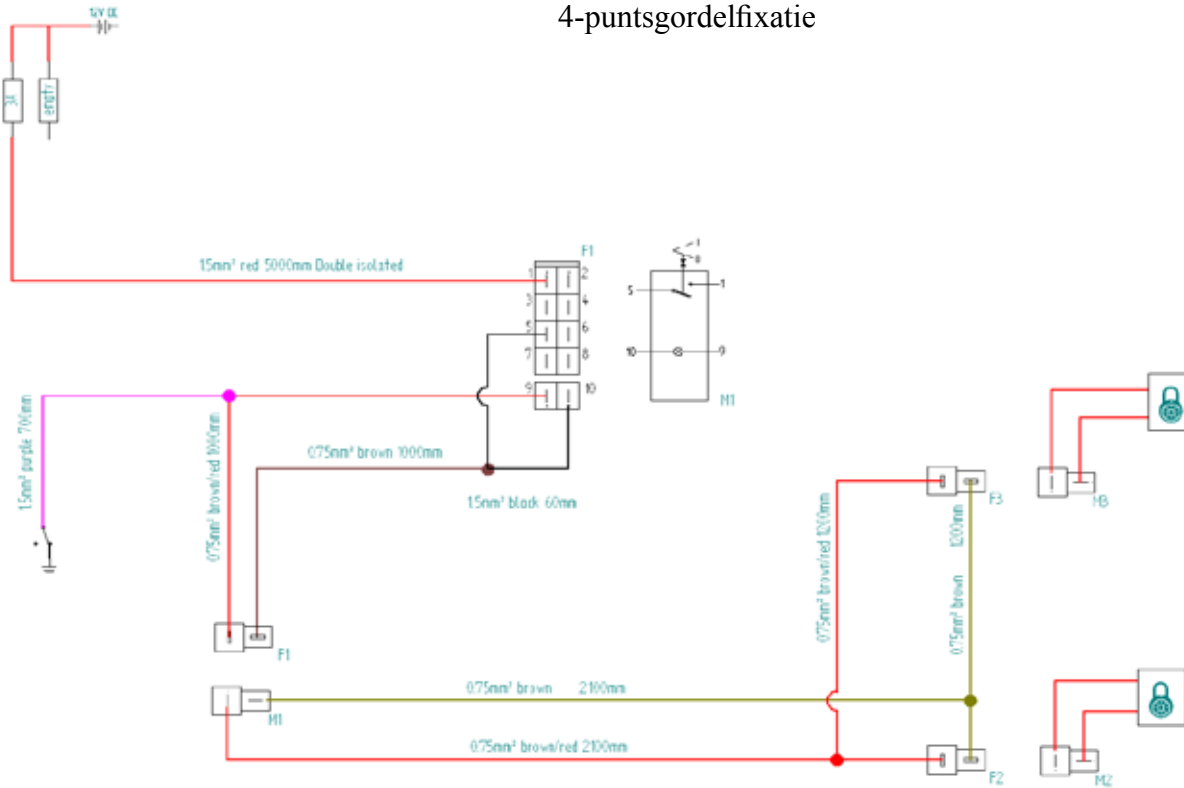 4-puntsgordelfixatie
12V DC
3A
empty
1.5mm² red 5000mm Double isolated
F1
1
2
3
4
5
6
7
8
9
10
1
0
5
1
10
9
M1
1.5mm² purple 700mm
0.75mm² brown/red 1000mm
0.75mm² brown 1000mm
1.5mm² black 60mm
F1
M1
0.75mm² brown 2100mm
0.75mm² brown/red 2100mm
0.75mm² brown/red 1200mm
0.75mm² brown 1200mm
F3
F2
M3
M2